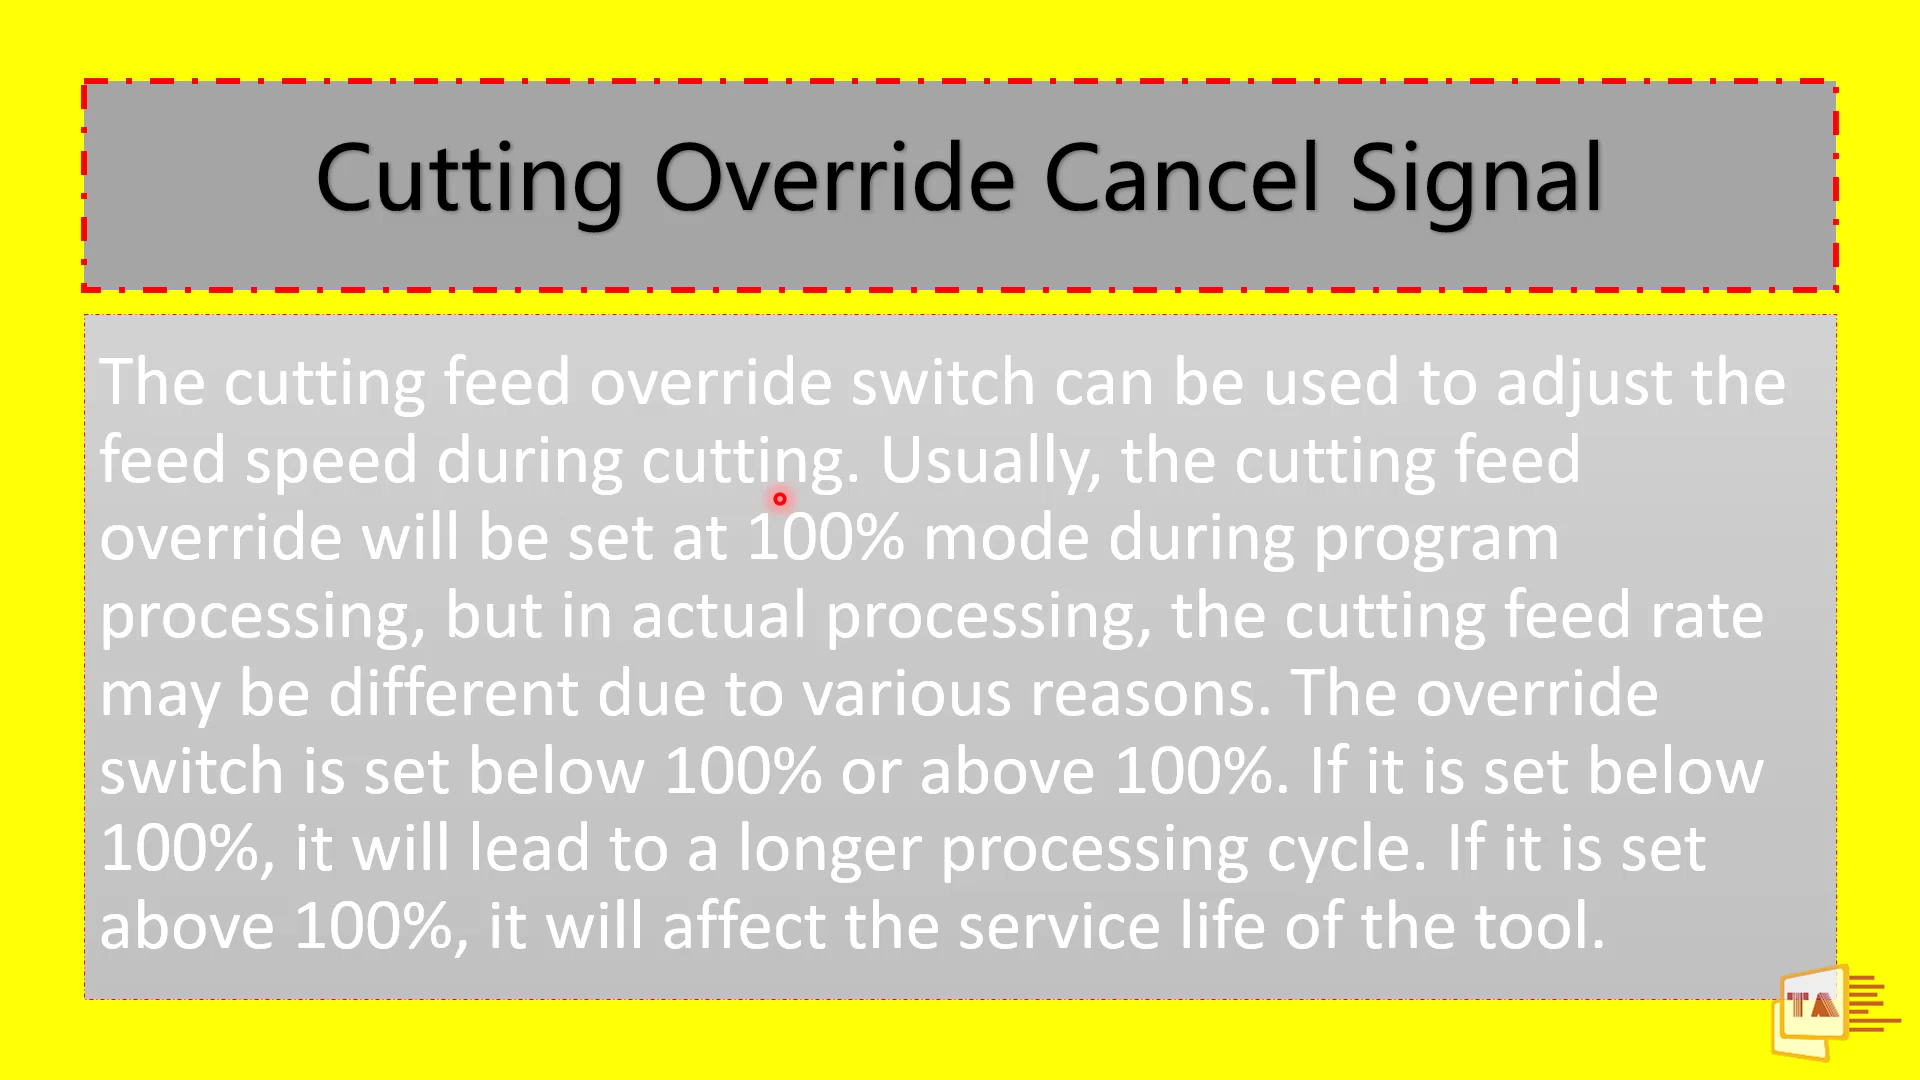 Cutting Override Cancel Signal
The cutting feed override switch can be used to adjust the
feed speed during cutting. Usually, the cutting feed
override will be set at 100% mode during program
processing, but in actual processing, the cutting feed rate
may be different due to various reasons. The override
switch is set below 100% or above 100%. If it is set below
100%, it will lead to a longer processing cycle. If it is set
above 100%, it will affect the service life of the tool.
TA